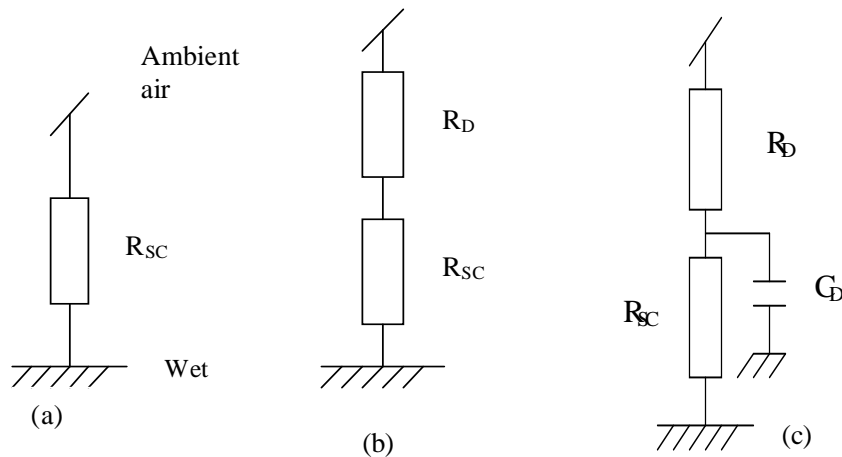 Ambient
air
R_SC
Wet
(a)
R_D
R_SC
(b)
R_D
R_SC
C_D
(c)